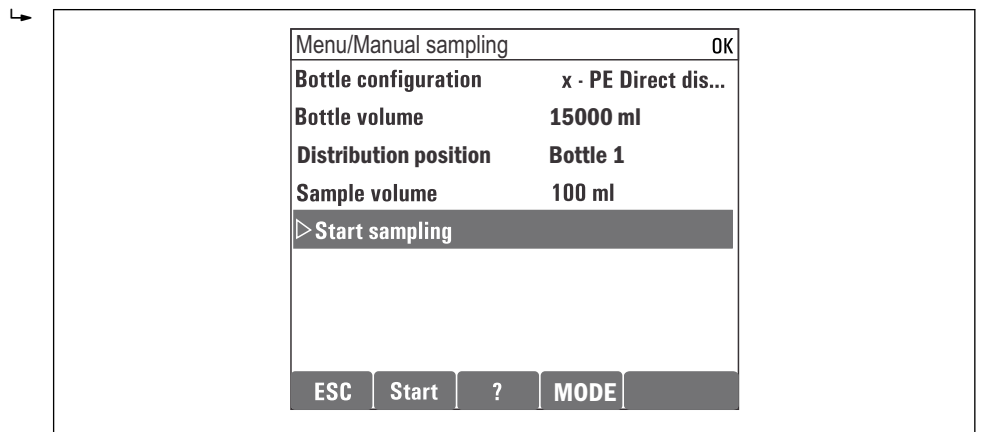 Menu/Manual sampling OK
Bottle configuration x - PE Direct dis...
Bottle volume 15000 ml
Distribution position Bottle 1
Sample volume 100 ml
▷Start sampling
ESC Start ? MODE